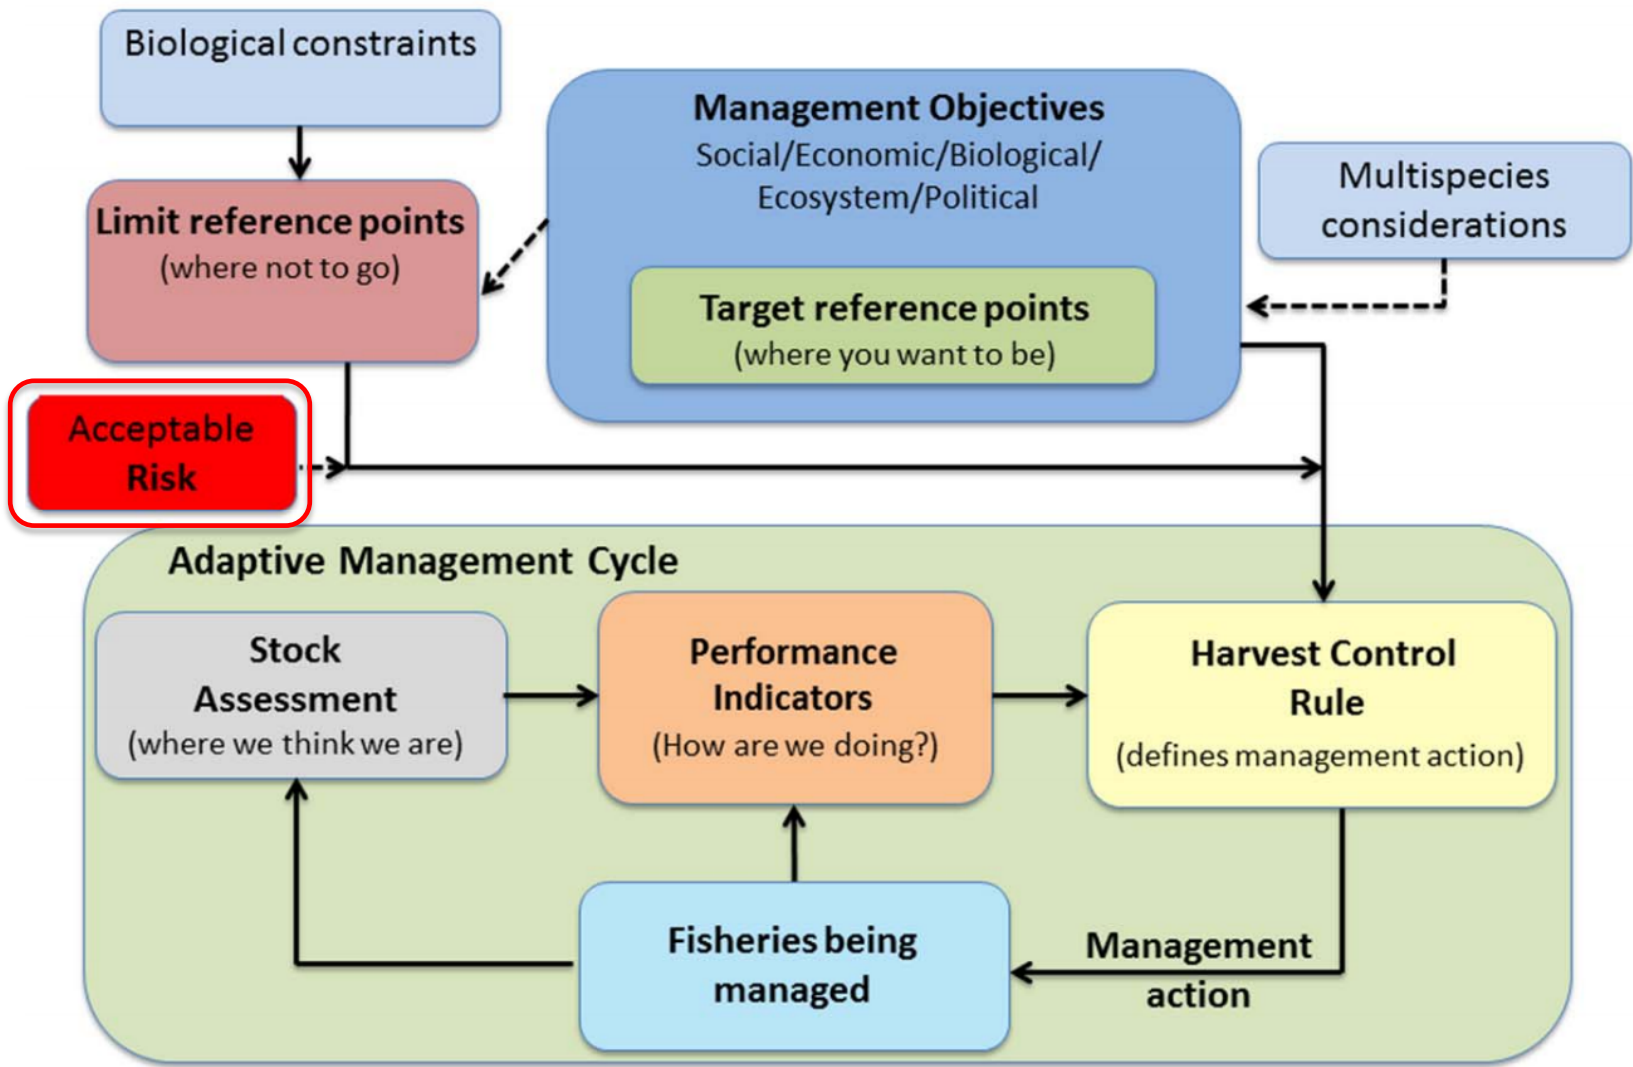 Biological constraints
Management Objectives
Social/Economic/Biological/
Ecosystem/Political
Multispecies
considerations
Limit reference points
(where not to go)
Target reference points
(where you want to be)
Acceptable
Risk
Adaptive Management Cycle
Stock
Assessment
(where we think we are)
Performance
Indicators
(How are we doing?)
Harvest Control
Rule
(defines management action)
Fisheries being
managed
Management
action